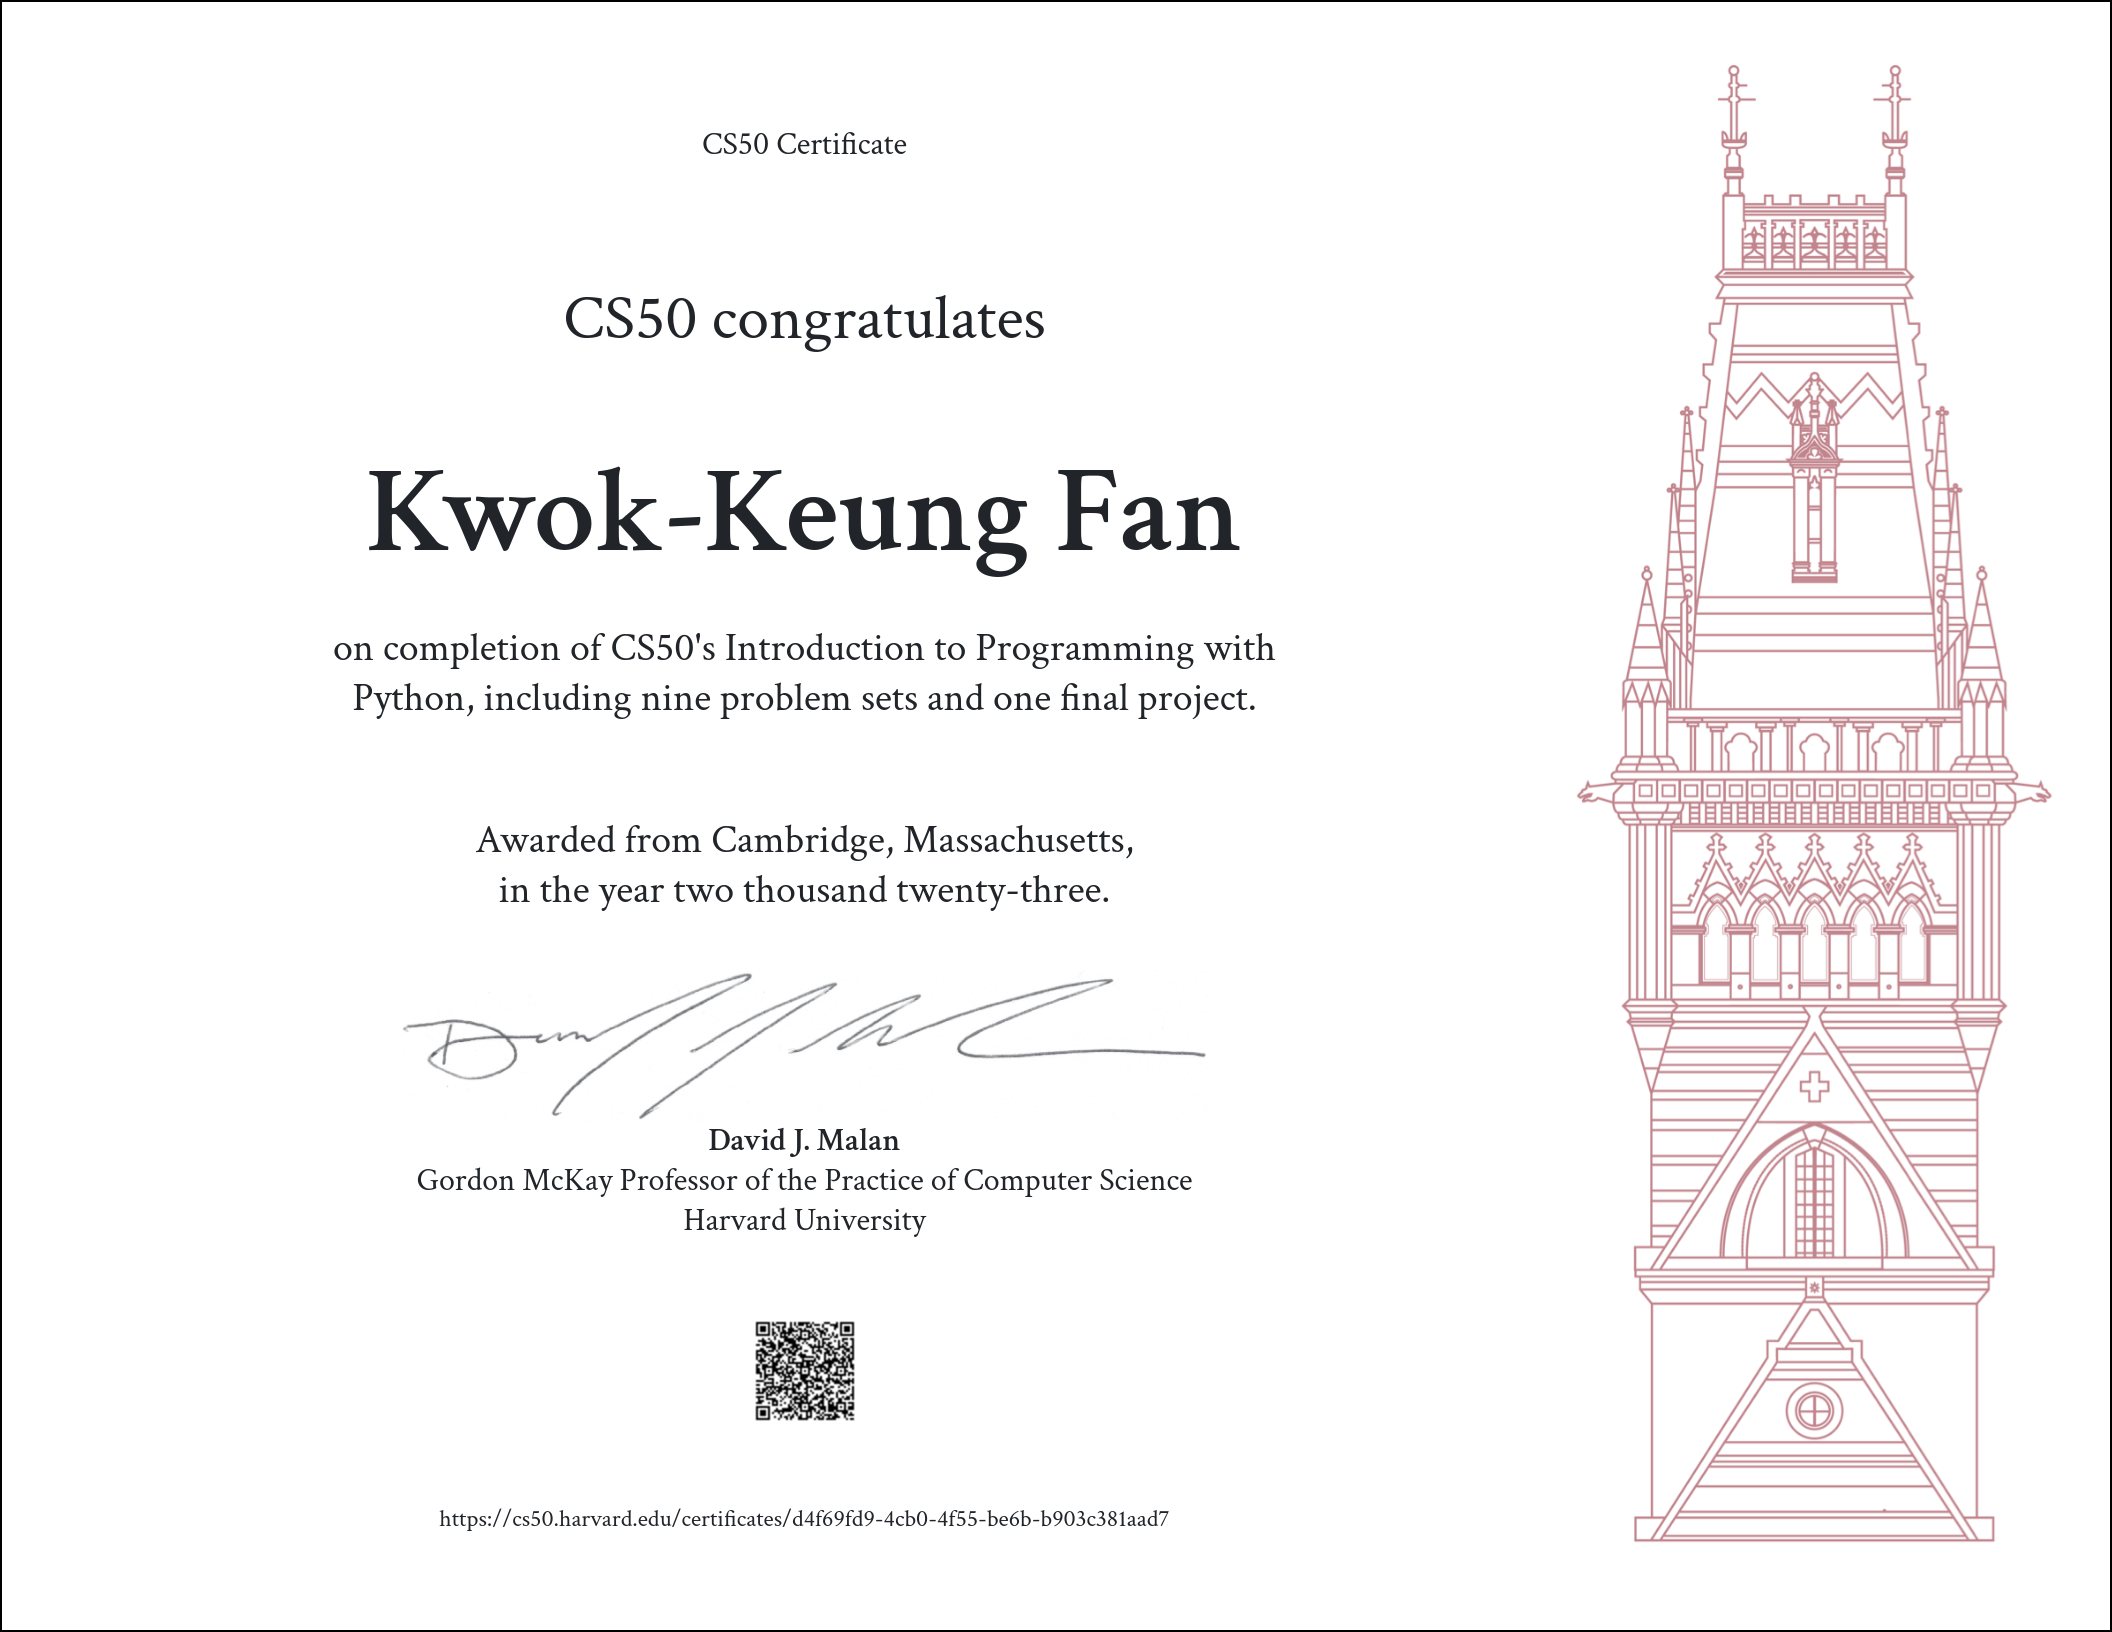 CS50 Certificate
CS50 congratulates
Kwok-Keung Fan
on completion of CS50's Introduction to Programming with
Python, including nine problem sets and one final project.
Awarded from Cambridge, Massachusetts,
in the year two thousand twenty-three.
David J. Malan
Gordon McKay Professor of the Practice of Computer Science
Harvard University
https://cs50.harvard.edu/certificates/d4f69fd9-4cb0-4f55-be6b-b903c381aad7